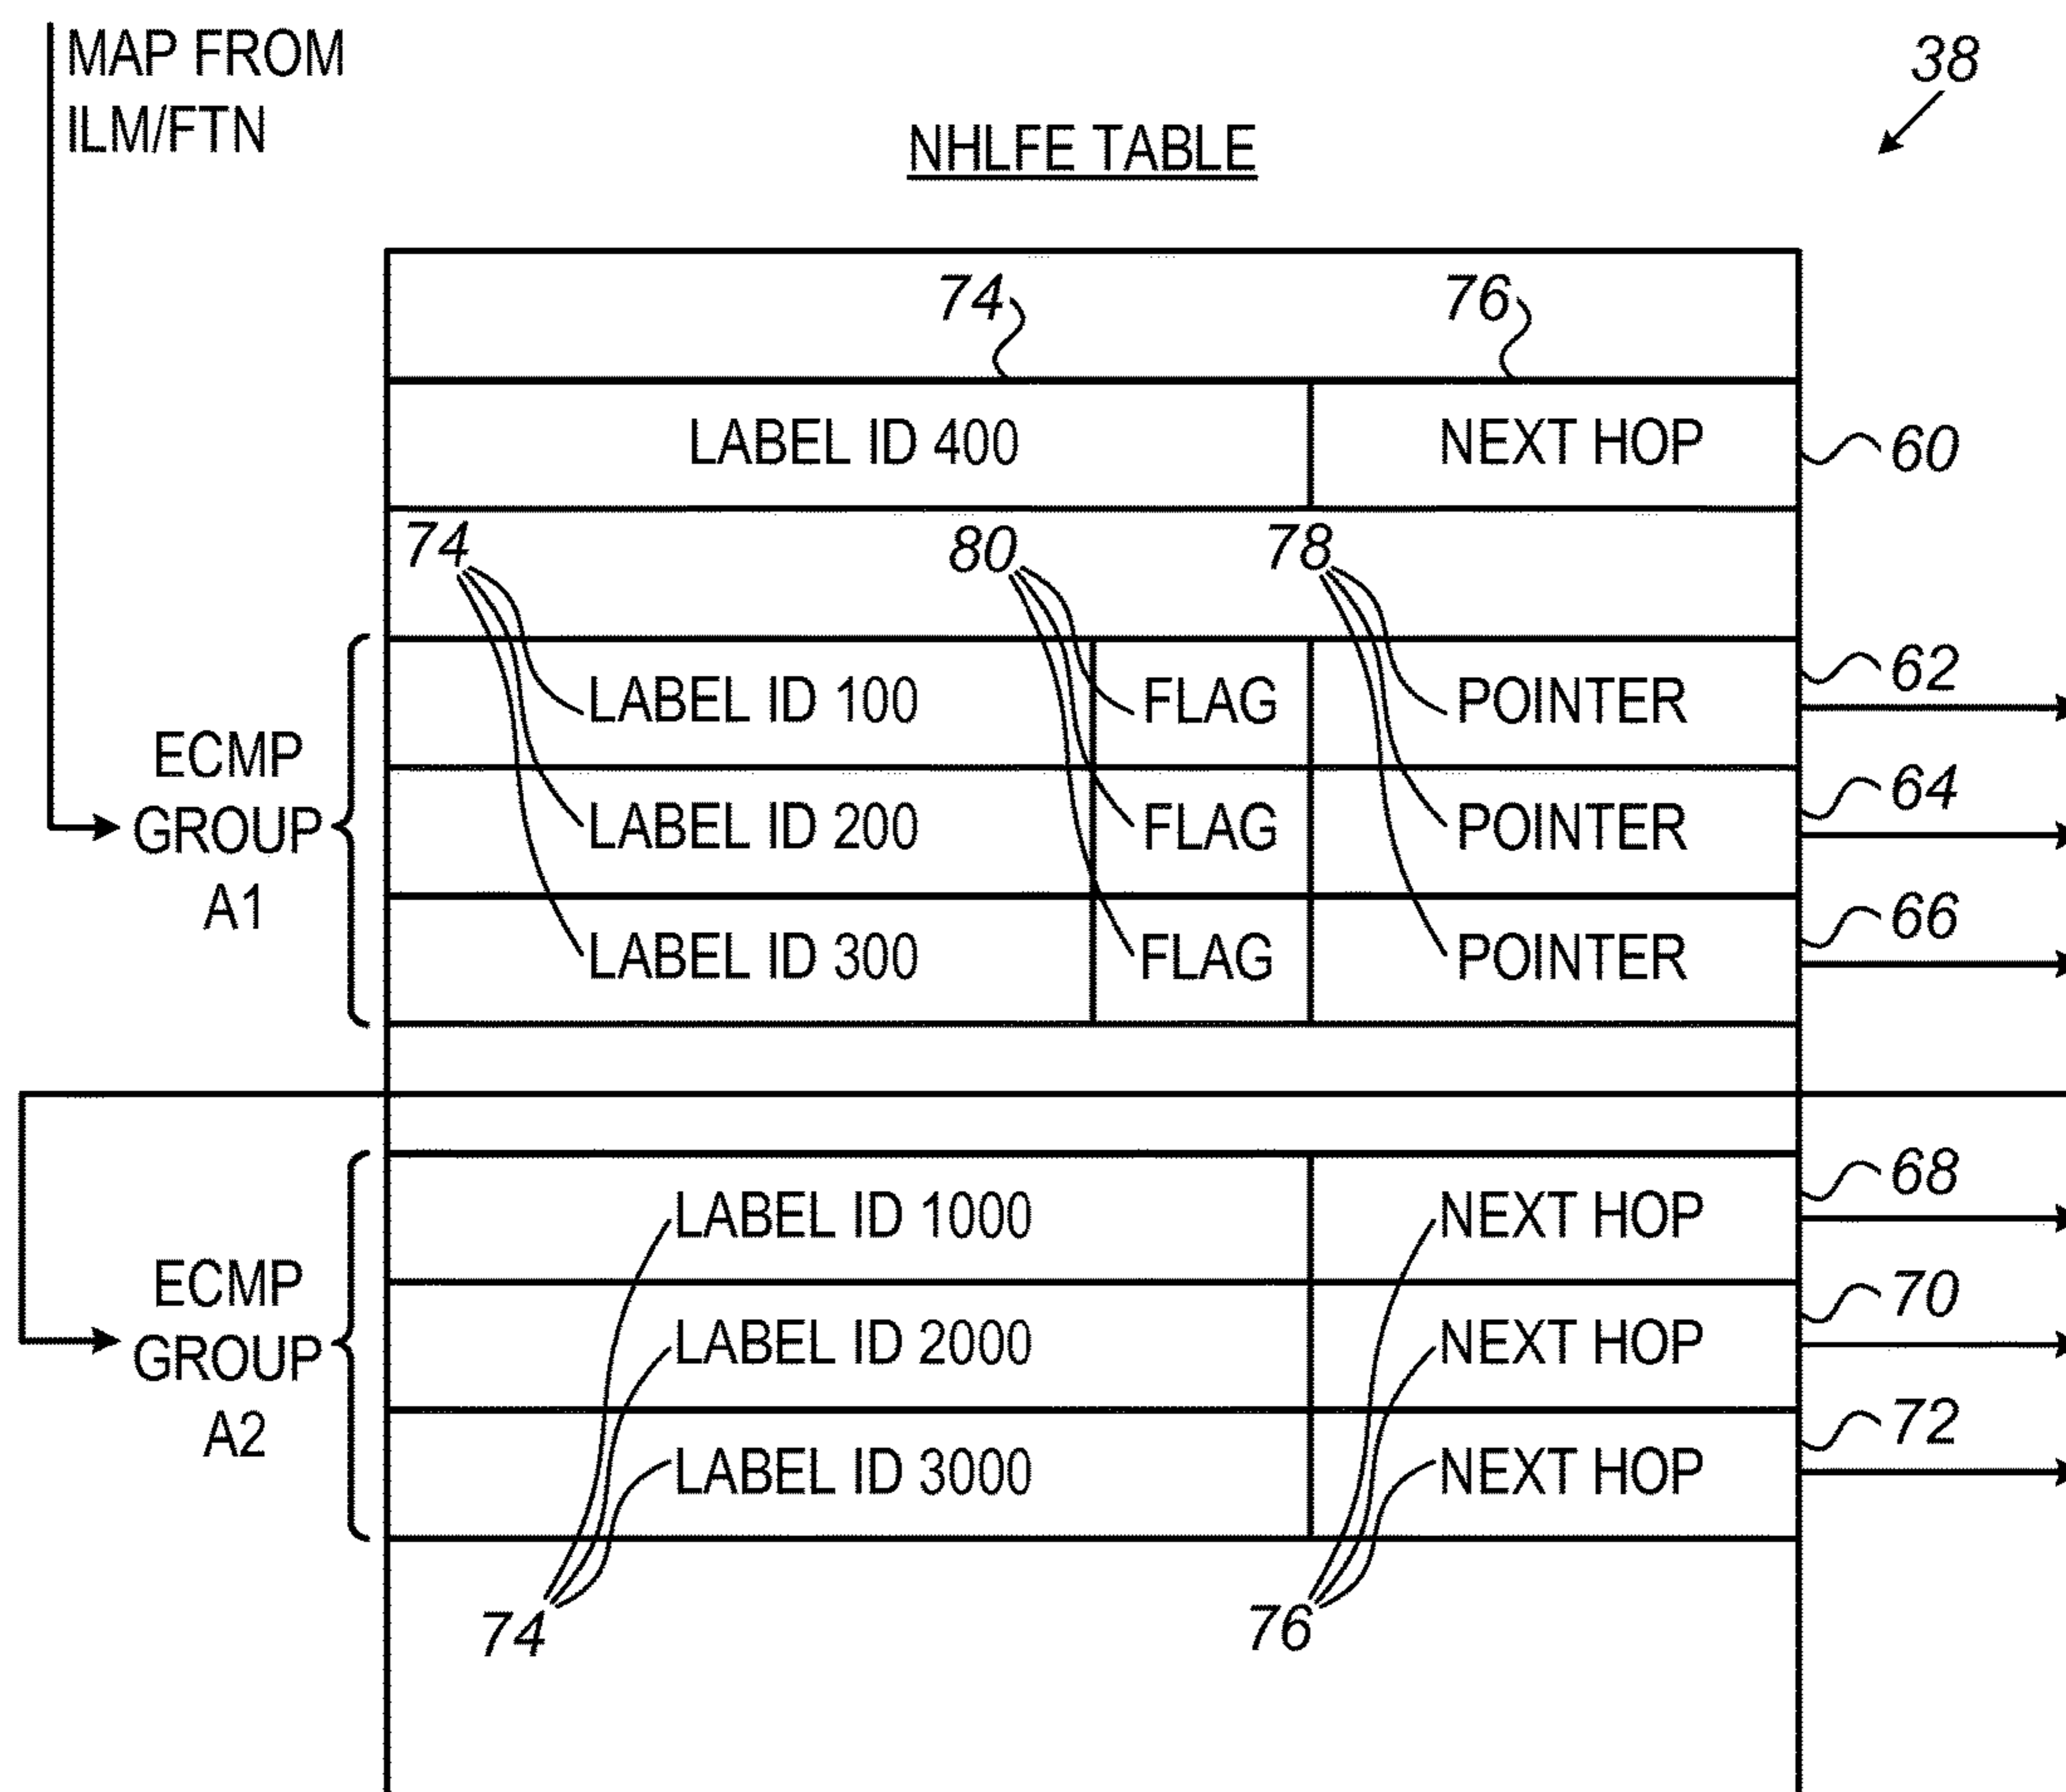 MAP FROM
ILM/FTN
38
NHLFE TABLE
74 76
LABEL ID 400 NEXT HOP 60
74 80 78
ECMP
GROUP
A1
LABEL ID 100 FLAG POINTER 62
LABEL ID 200 FLAG POINTER 64
LABEL ID 300 FLAG POINTER 66
ECMP
GROUP
A2
LABEL ID 1000 NEXT HOP 68
LABEL ID 2000 NEXT HOP 70
LABEL ID 3000 NEXT HOP 72
74 76